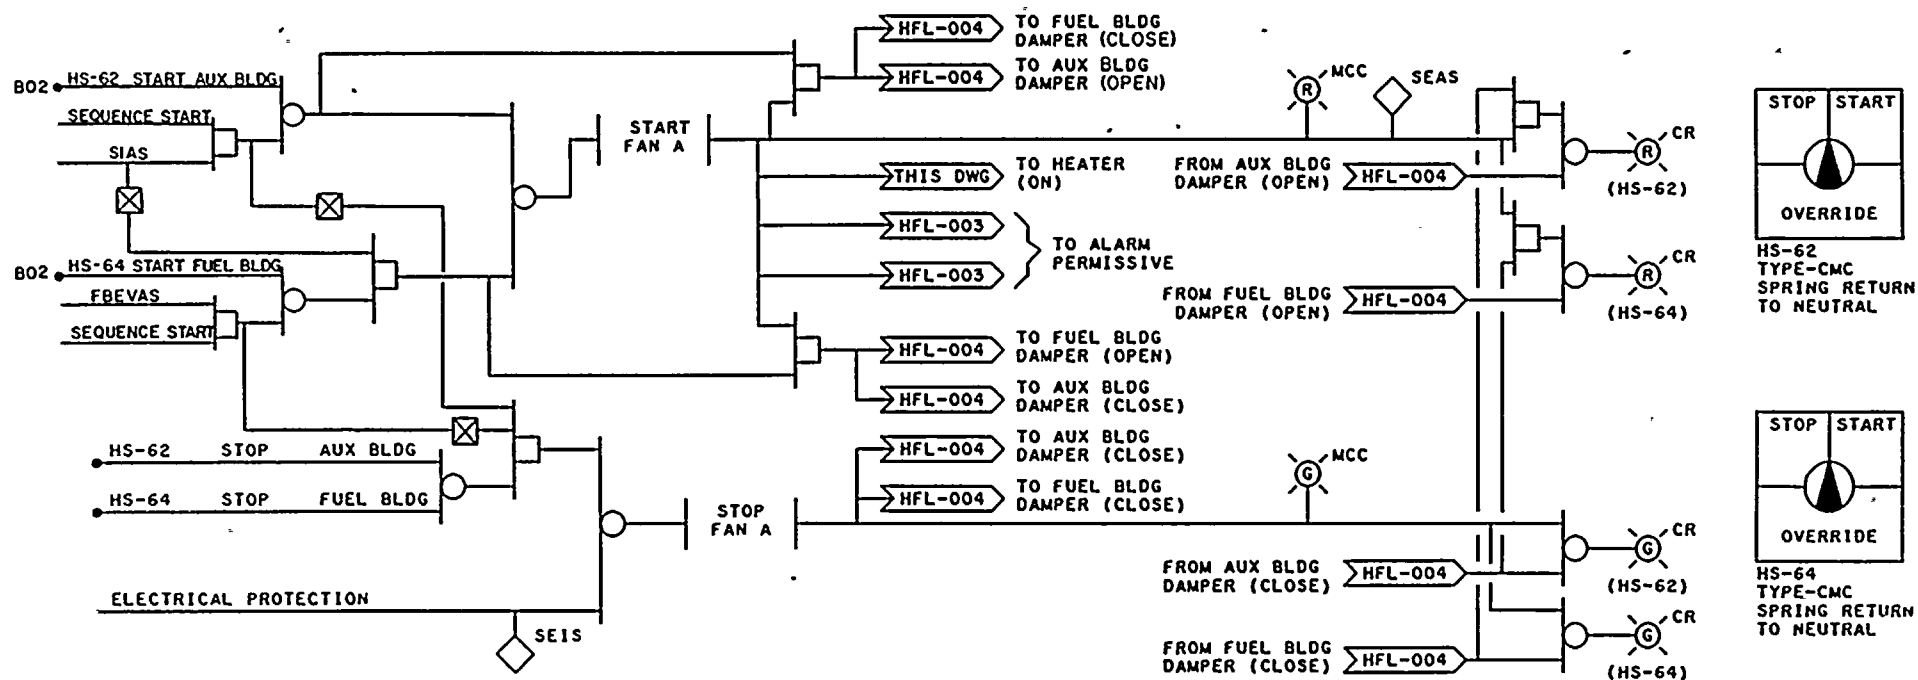 HFL-004
TO FUEL BLDG
DAMPER (CLOSE)
HFL-004
TO AUX BLDG
DAMPER (OPEN)
B02
HS-62 START AUX BLDG
SEQUENCE START
SIAS
B02
HS-64 START FUEL BLDG
FBEVAS
SEQUENCE START
START
FAN A
R
MCC
SEAS
THIS DWG
TO HEATER
(ON)
HFL-003
HFL-003
TO ALARM
PERMISSIVE
FROM AUX BLDG
DAMPER (OPEN)
HFL-004
R
CR
(HS-62)
FROM FUEL BLDG
DAMPER (OPEN)
HFL-004
R
CR
(HS-64)
HFL-004
TO FUEL BLDG
DAMPER (OPEN)
HFL-004
TO AUX BLDG
DAMPER (CLOSE)
HS-62 STOP AUX BLDG
HS-64 STOP FUEL BLDG
HFL-004
TO AUX BLDG
DAMPER (CLOSE)
HFL-004
TO FUEL BLDG
DAMPER (CLOSE)
STOP
FAN A
G
MCC
ELECTRICAL PROTECTION
SEIS
FROM AUX BLDG
DAMPER (CLOSE)
HFL-004
G
CR
(HS-62)
FROM FUEL BLDG
DAMPER (CLOSE)
HFL-004
G
CR
(HS-64)
STOP START
OVERRIDE
HS-62
TYPE-CMC
SPRING RETURN
TO NEUTRAL
STOP START
OVERRIDE
HS-64
TYPE-CMC
SPRING RETURN
TO NEUTRAL